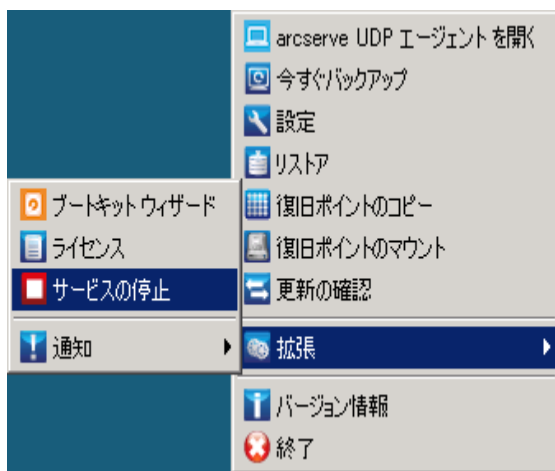 arcserve UDP エージェント を開く
今すぐバックアップ
設定
リストア
復旧ポイントのコピー
復旧ポイントのマウント
更新の確認
拡張
バージョン情報
終了
ブートキット ウィザード
ライセンス
サービスの停止
通知